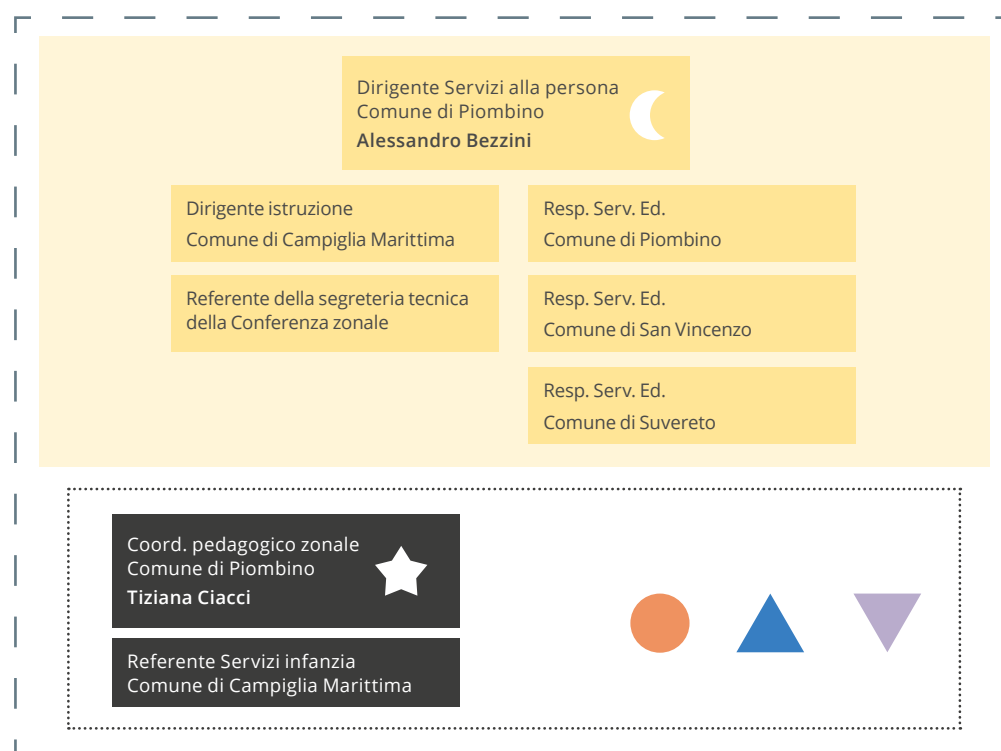 Dirigente Servizi alla persona
Comune di Piombino
Alessandro Bezzini
Dirigente istruzione
Comune di Campiglia Marittima
Resp. Serv. Ed.
Comune di Piombino
Referente della segreteria tecnica
della Conferenza zonale
Resp. Serv. Ed.
Comune di San Vincenzo
Resp. Serv. Ed.
Comune di Suvereto
Coord. pedagogico zonale
Comune di Piombino
Tiziana Ciacci
Referente Servizi infanzia
Comune di Campiglia Marittima